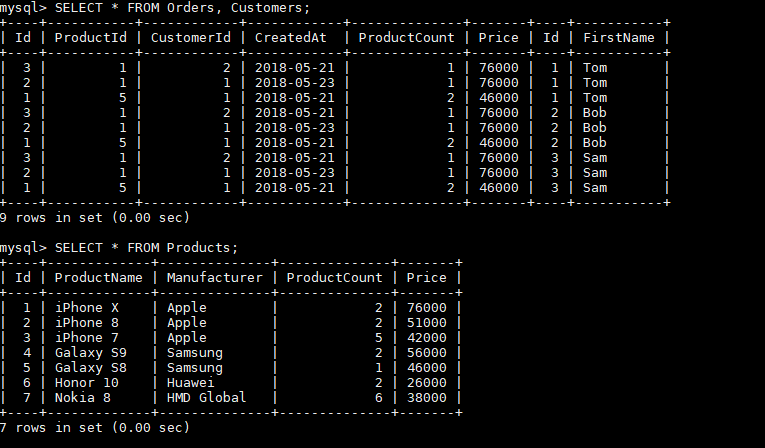 mysql> SELECT * FROM Orders, Customers;
+----+-----------+------------+------------+--------------+-------+----+-----------+
| Id | ProductId | CustomerId | CreatedAt  | ProductCount | Price | Id | FirstName |
+----+-----------+------------+------------+--------------+-------+----+-----------+
|  3 |         1 |          2 | 2018-05-21 |            1 | 76000 |  1 | Tom       |
|  2 |         1 |          1 | 2018-05-23 |            1 | 76000 |  1 | Tom       |
|  1 |         5 |          1 | 2018-05-21 |            2 | 46000 |  1 | Tom       |
|  3 |         1 |          2 | 2018-05-21 |            1 | 76000 |  2 | Bob       |
|  2 |         1 |          1 | 2018-05-23 |            1 | 76000 |  2 | Bob       |
|  1 |         5 |          1 | 2018-05-21 |            2 | 46000 |  2 | Bob       |
|  3 |         1 |          2 | 2018-05-21 |            1 | 76000 |  3 | Sam       |
|  2 |         1 |          1 | 2018-05-23 |            1 | 76000 |  3 | Sam       |
|  1 |         5 |          1 | 2018-05-21 |            2 | 46000 |  3 | Sam       |
+----+-----------+------------+------------+--------------+-------+----+-----------+
9 rows in set (0.00 sec)

mysql> SELECT * FROM Products;
+----+-------------+--------------+--------------+-------+
| Id | ProductName | Manufacturer | ProductCount | Price |
+----+-------------+--------------+--------------+-------+
|  1 | iPhone X    | Apple        |            2 | 76000 |
|  2 | iPhone 8    | Apple        |            2 | 51000 |
|  3 | iPhone 7    | Apple        |            5 | 42000 |
|  4 | Galaxy S9   | Samsung      |            2 | 56000 |
|  5 | Galaxy S8   | Samsung      |            1 | 46000 |
|  6 | Honor 10    | Huawei       |            2 | 26000 |
|  7 | Nokia 8     | HMD Global   |            6 | 38000 |
+----+-------------+--------------+--------------+-------+
7 rows in set (0.00 sec)